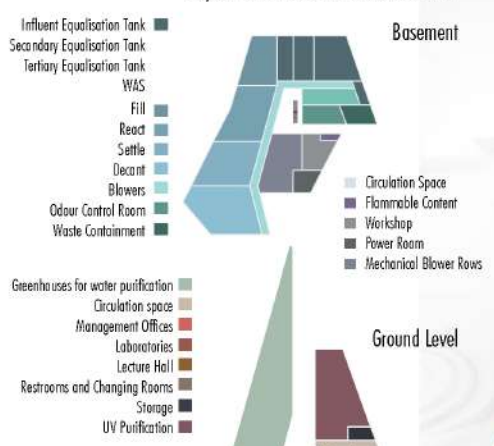 Influent Equalisation Tank
Secondary Equalisation Tank
Tertiary Equalisation Tank
WAS
Fill
React
Settle
Decant
Blowers
Odour Control Room
Waste Containment
Basement
Circulation Space
Flammable Content
Workshop
Power Room
Mechanical Blower Rows
Greenhouses for water purification
Circulation space
Management Offices
Laboratories
Lecture Hall
Restrooms and Changing Rooms
Storage
UV Purification
Ground Level